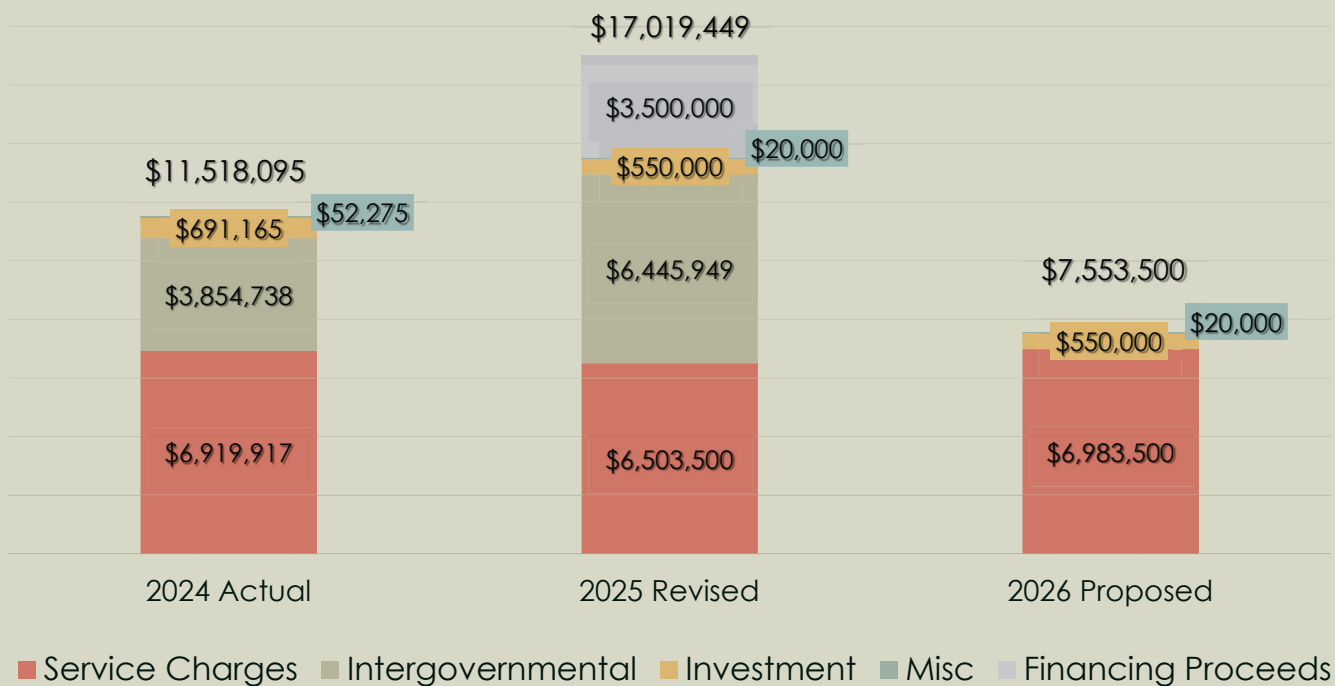 $17,019,449
$3,500,000
$20,000
$550,000
$11,518,095
$52,275
$691,165
$6,445,949
$7,553,500
$3,854,738
$20,000
$550,000
$6,919,917
$6,503,500
$6,983,500
2024 Actual
2025 Revised
2026 Proposed
Service Charges
Intergovernmental
Investment
Misc
Financing Proceeds